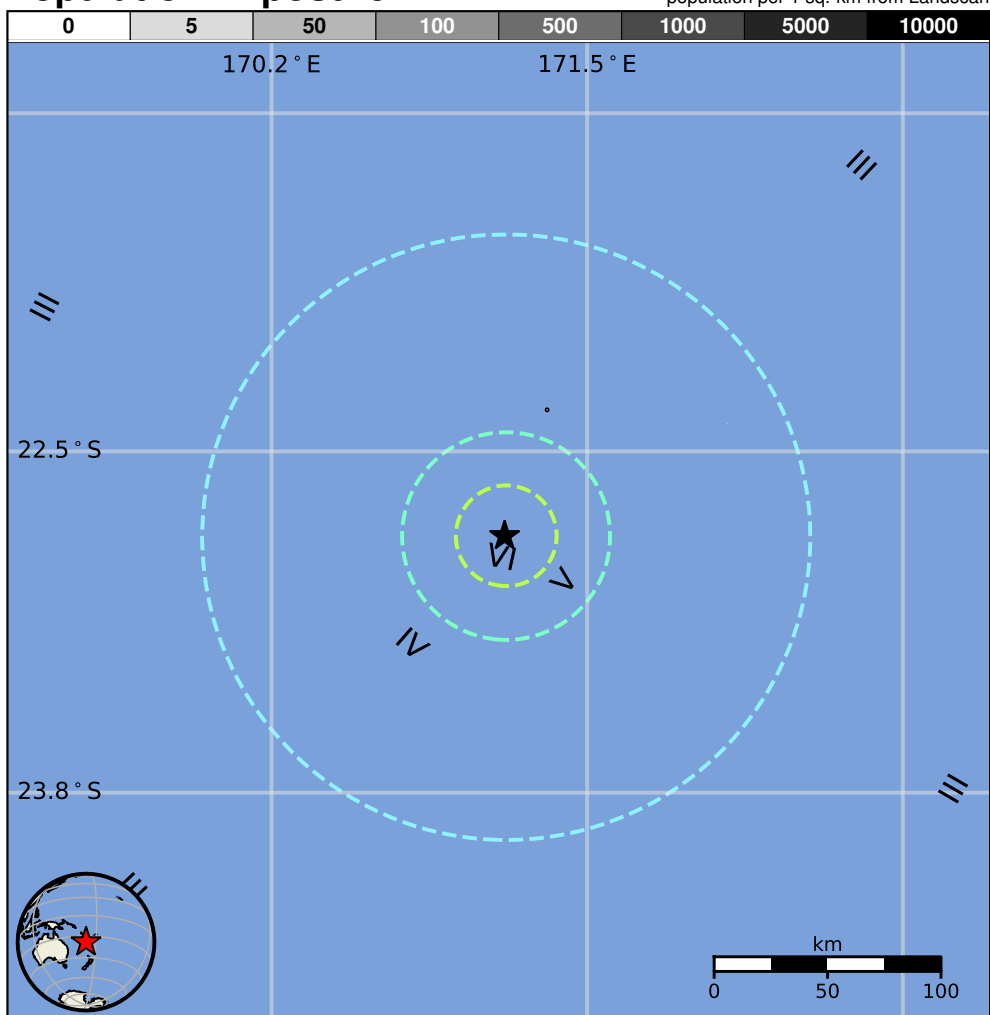 population per 1 sq. km from Landscan
0 5 50 100 500 1000 5000 10000
170.2°E 171.5°E
III
III
22.5°S
VI
V
IV
23.8°S
III
III
km
0 50 100